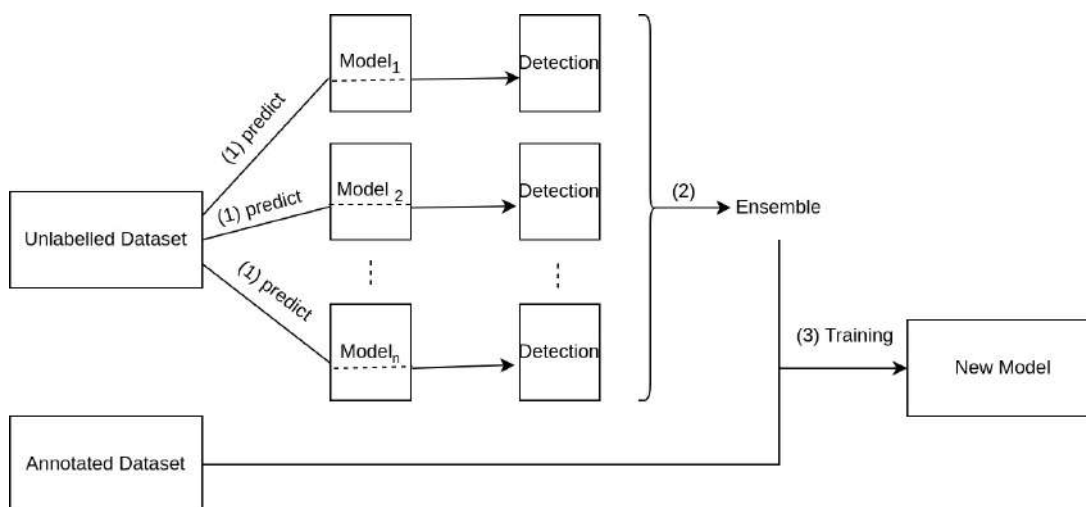 Model1
Detection
(1) predict
Model 2
Detection
(1) predict
(2)
Ensemble
Unlabelled Dataset
(1) predict
Modeln
Detection
(3) Training
New Model
Annotated Dataset